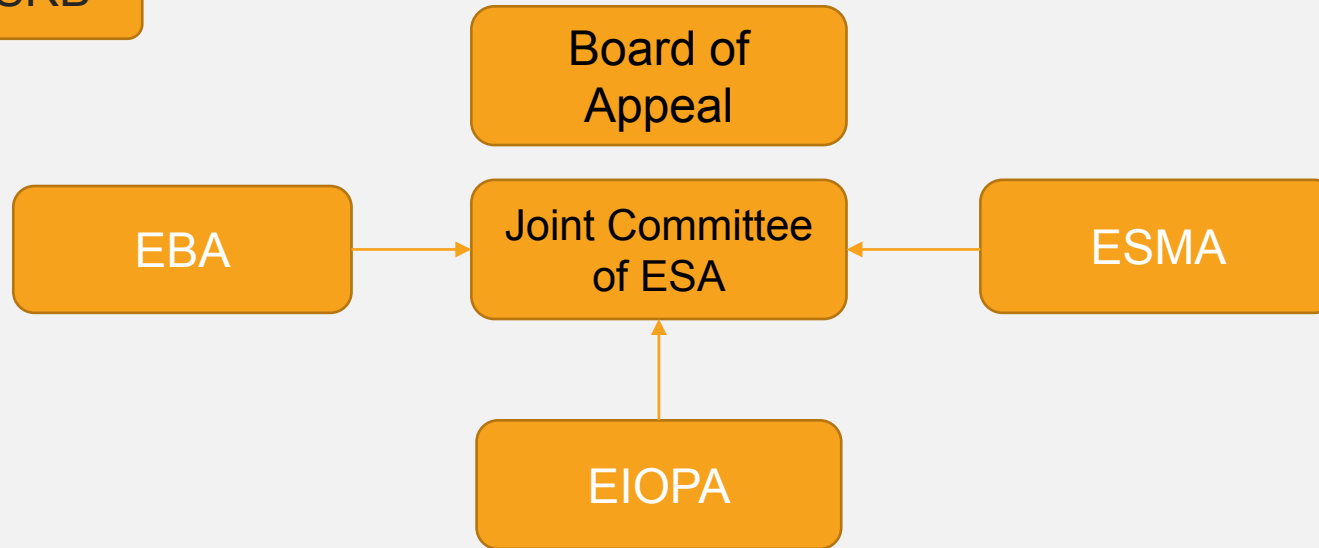 Board of
Appeal
EBA
Joint Committee
of ESA
ESMA
EIOPA